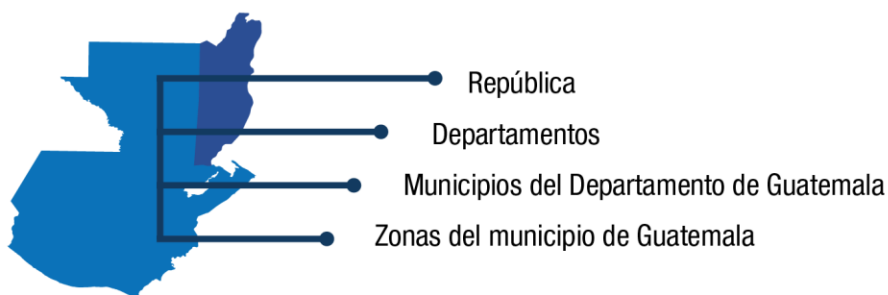 República
Departamentos
Municipios del Departamento de Guatemala
Zonas del municipio de Guatemala